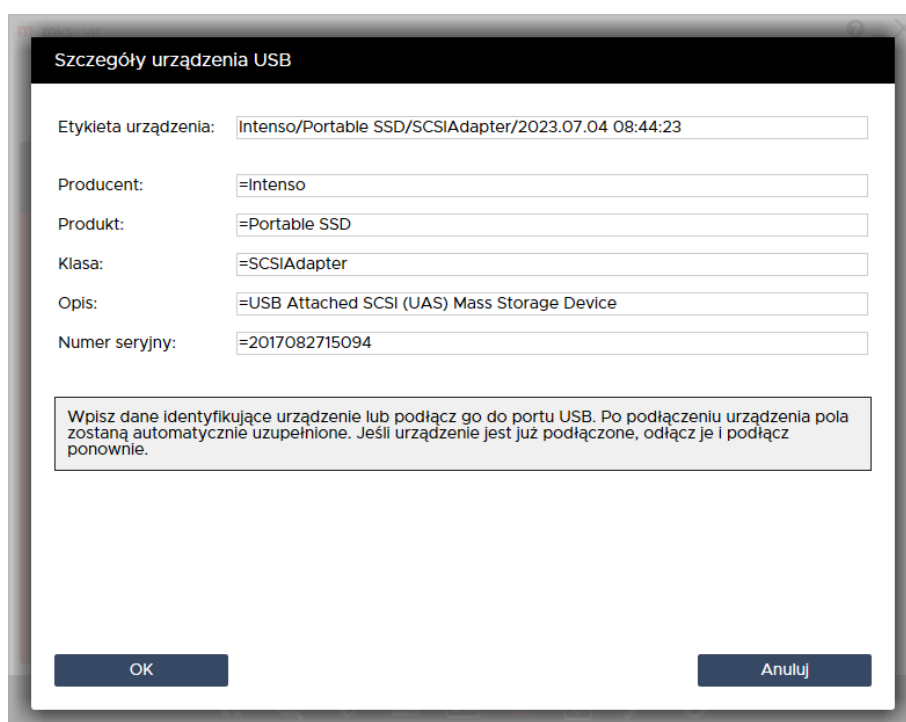 Szczegóły urządzenia USB
Etykieta urządzenia: Intenso/Portable SSD/SCSIAdapter/2023.07.04 08:44:23
Producent: =Intenso
Produkt: =Portable SSD
Klasa: =SCSIAdapter
Opis: =USB Attached SCSI (UAS) Mass Storage Device
Numer seryjny: =2017082715094
Wpisz dane identyfikujące urządzenie lub podłącz go do portu USB. Po podłączeniu urządzenia pola
zostaną automatycznie uzupełnione. Jeśli urządzenie jest już podłączone, odłącz je i podłącz
ponownie.
OK Anuluj